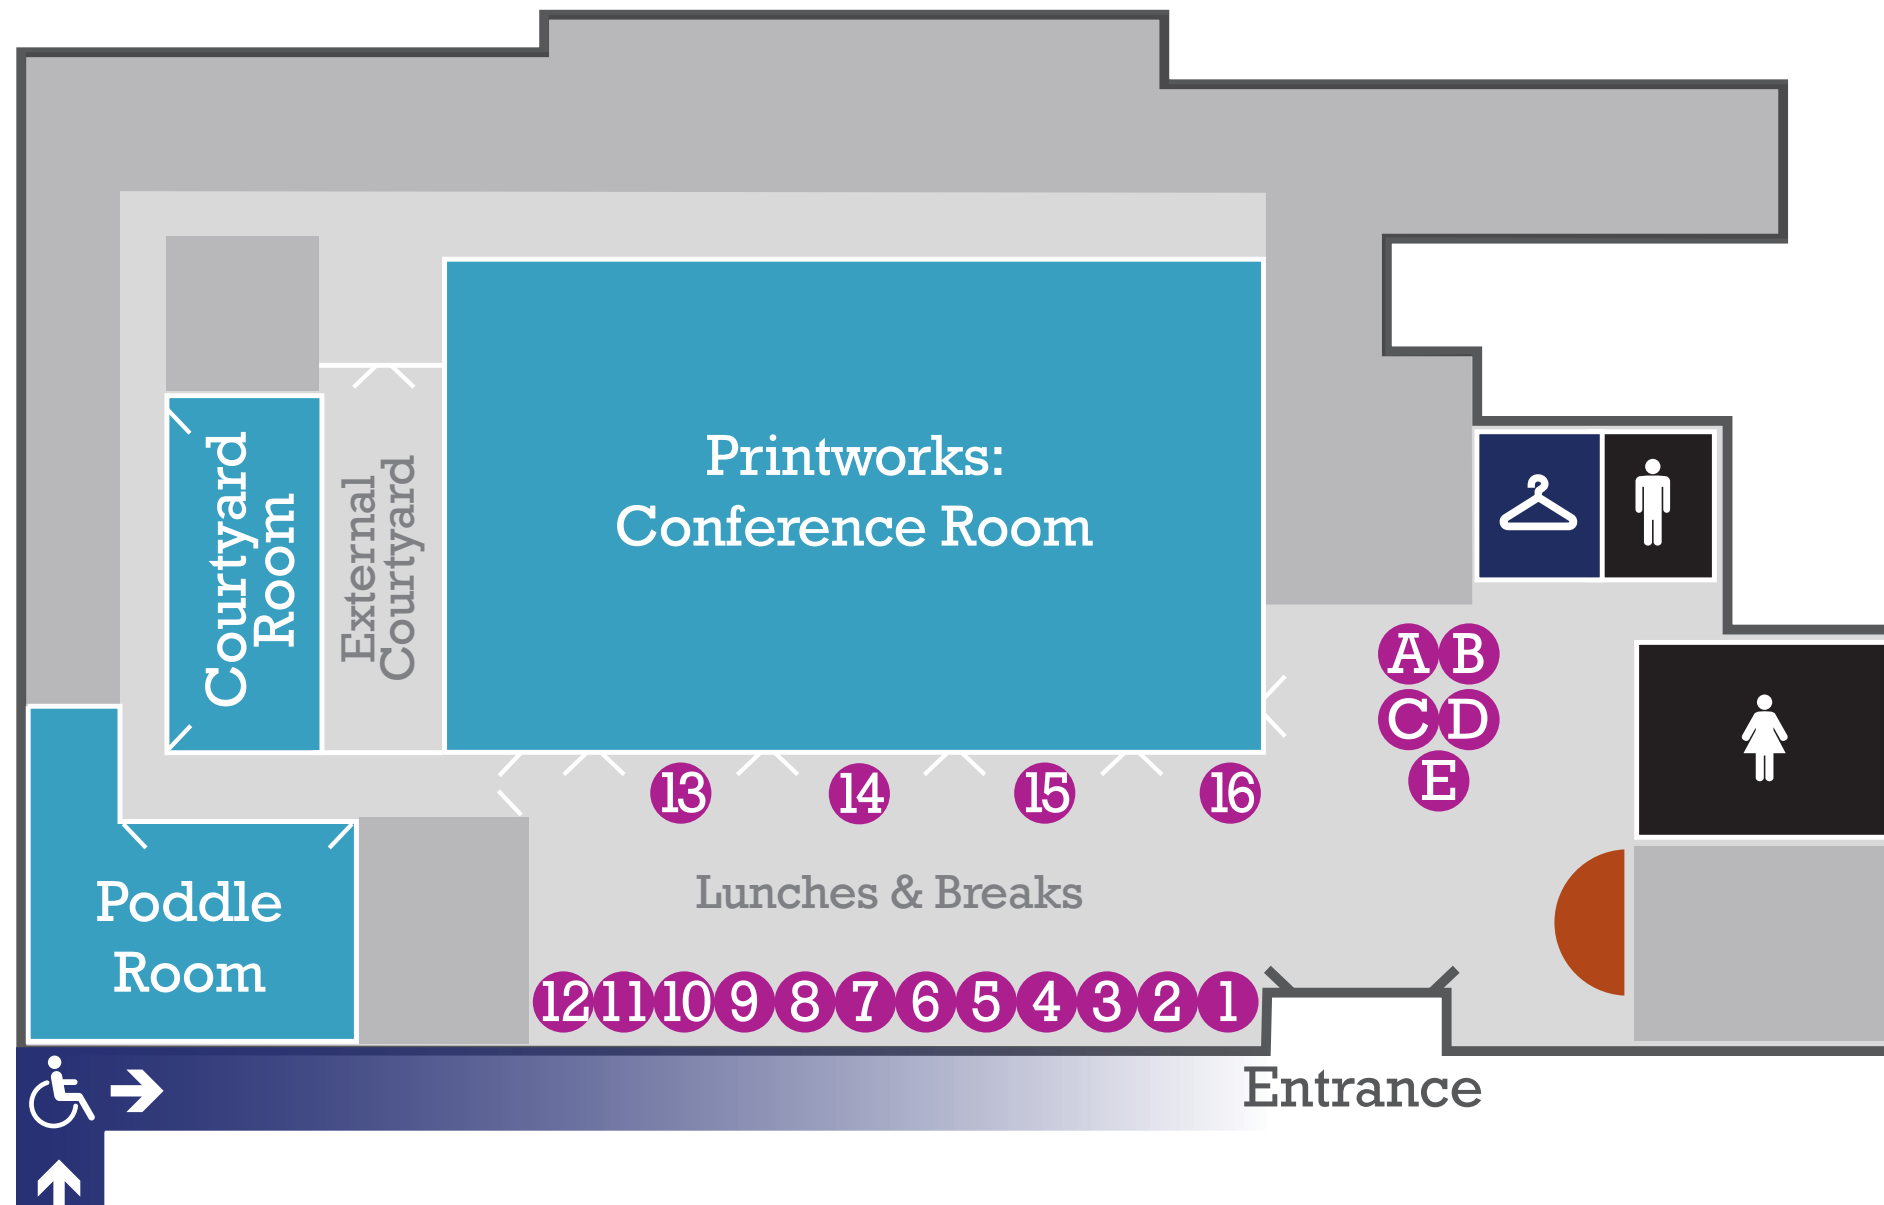 Printworks:
Conference Room
Courtyard
Room
External
Courtyard
A B
C D
E
13 14 15 16
Lunches & Breaks
Poddle
Room
12 11 10 9 8 7 6 5 4 3 2 1
Entrance